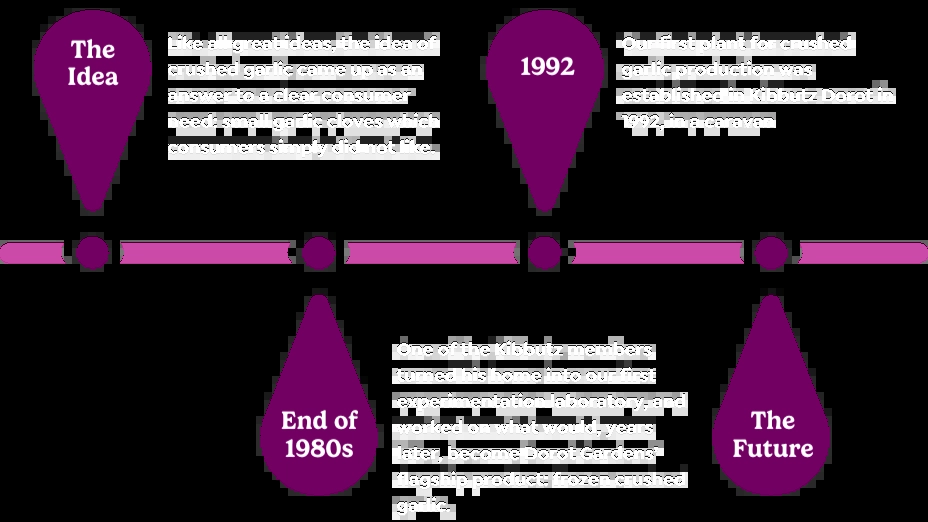 The
Idea
Like all great ideas, the idea of
crushed garlic came up as an
answer to a clear consumer
need: small garlic cloves which
consumers simply did not like.
End of
1980s
One of the Kibbutz members
turned his home into our first
experimentation laboratory, and
worked on what would, years
later, become Dorot Gardens'
flagship product: frozen crushed
garlic.
1992
Our first plant for crushed
garlic production was
established in Kibbutz Dorot in
1992, in a caravan
The
Future